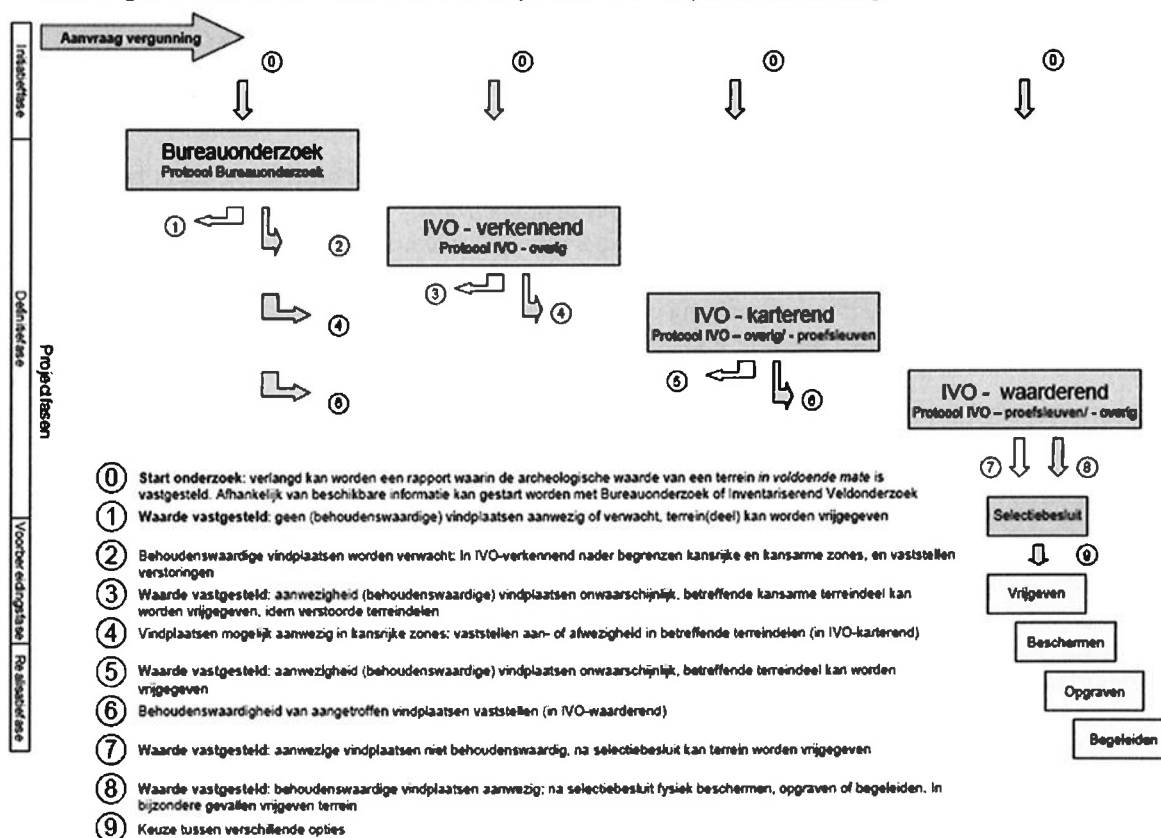 Aanvraag vergunning
Initiatieffase
0
0
0
0
Bureauonderzoek
Protocol Bureauonderzoek
1
2
IVO - verkennend
Protocol IVO - overig
3
4
4
IVO - karterend
Protocol IVO – overig/ - proefsleuven
5
6
6
IVO - waarderend
Protocol IVO – proefsleuven/ - overig
7
8
Definitiefase
Projectfasen
Voorbereidingsfase
Realisatiefase
Selectiebesluit
9
Vrijgeven
Beschermen
Opgraven
Begeleiden
0 Start onderzoek: verlangd kan worden een rapport waarin de archeologische waarde van een terrein in voldoende mate is
vastgesteld. Afhankelijk van beschikbare informatie kan gestart worden met Bureauonderzoek of Inventariserend Veldonderzoek
1 Waarde vastgesteld: geen (behoudenswaardige) vindplaatsen aanwezig of verwacht, terrein(deel) kan worden vrijgegeven
2 Behoudenswaardige vindplaatsen worden verwacht: In IVO-verkennend nader begrenzen kansrijke en kansarme zones, en vaststellen
verstoringen
3 Waarde vastgesteld: aanwezigheid (behoudenswaardige) vindplaatsen onwaarschijnlijk, betreffende kansarme terreindeel kan
worden vrijgegeven, idem verstoorde terreindelen
4 Vindplaatsen mogelijk aanwezig in kansrijke zones: vaststellen aan- of afwezigheid in betreffende terreindelen (in IVO-karterend)
5 Waarde vastgesteld: aanwezigheid (behoudenswaardige) vindplaatsen onwaarschijnlijk, betreffende terreindeel kan worden
vrijgegeven
6 Behoudenswaardigheid van aangetroffen vindplaatsen vaststellen (in IVO-waarderend)
7 Waarde vastgesteld: aanwezige vindplaatsen niet behoudenswaardig, na selectiebesluit kan terrein worden vrijgegeven
8 Waarde vastgesteld: behoudenswaardige vindplaatsen aanwezig; na selectiebesluit fysiek beschermen, opgraven of begeleiden. In
bijzondere gevallen vrijgeven terrein
9 Keuze tussen verschillende opties